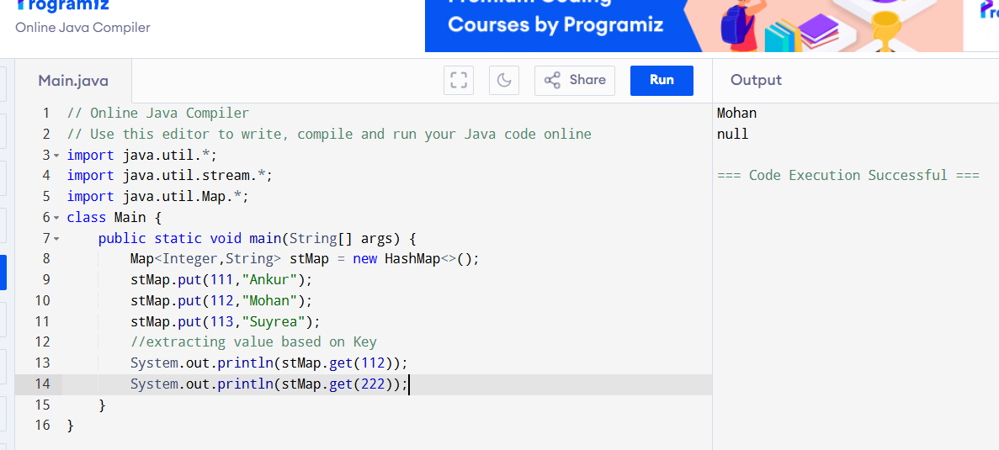 Programiz
Online Java Compiler
Premium Coding
Courses by Programiz
Main.java
Share
Run
Output
1 // Online Java Compiler
2 // Use this editor to write, compile and run your Java code online
3 import java.util.*;
4 import java.util.stream.*;
5 import java.util.Map.*;
6 class Main {
7     public static void main(String[] args) {
8         Map<Integer,String> stMap = new HashMap<>();
9         stMap.put(111,"Ankur");
10         stMap.put(112,"Mohan");
11         stMap.put(113,"Suyrea");
12         //extracting value based on Key
13         System.out.println(stMap.get(112));
14         System.out.println(stMap.get(222));
15     }
16 }
Mohan
null
=== Code Execution Successful ===